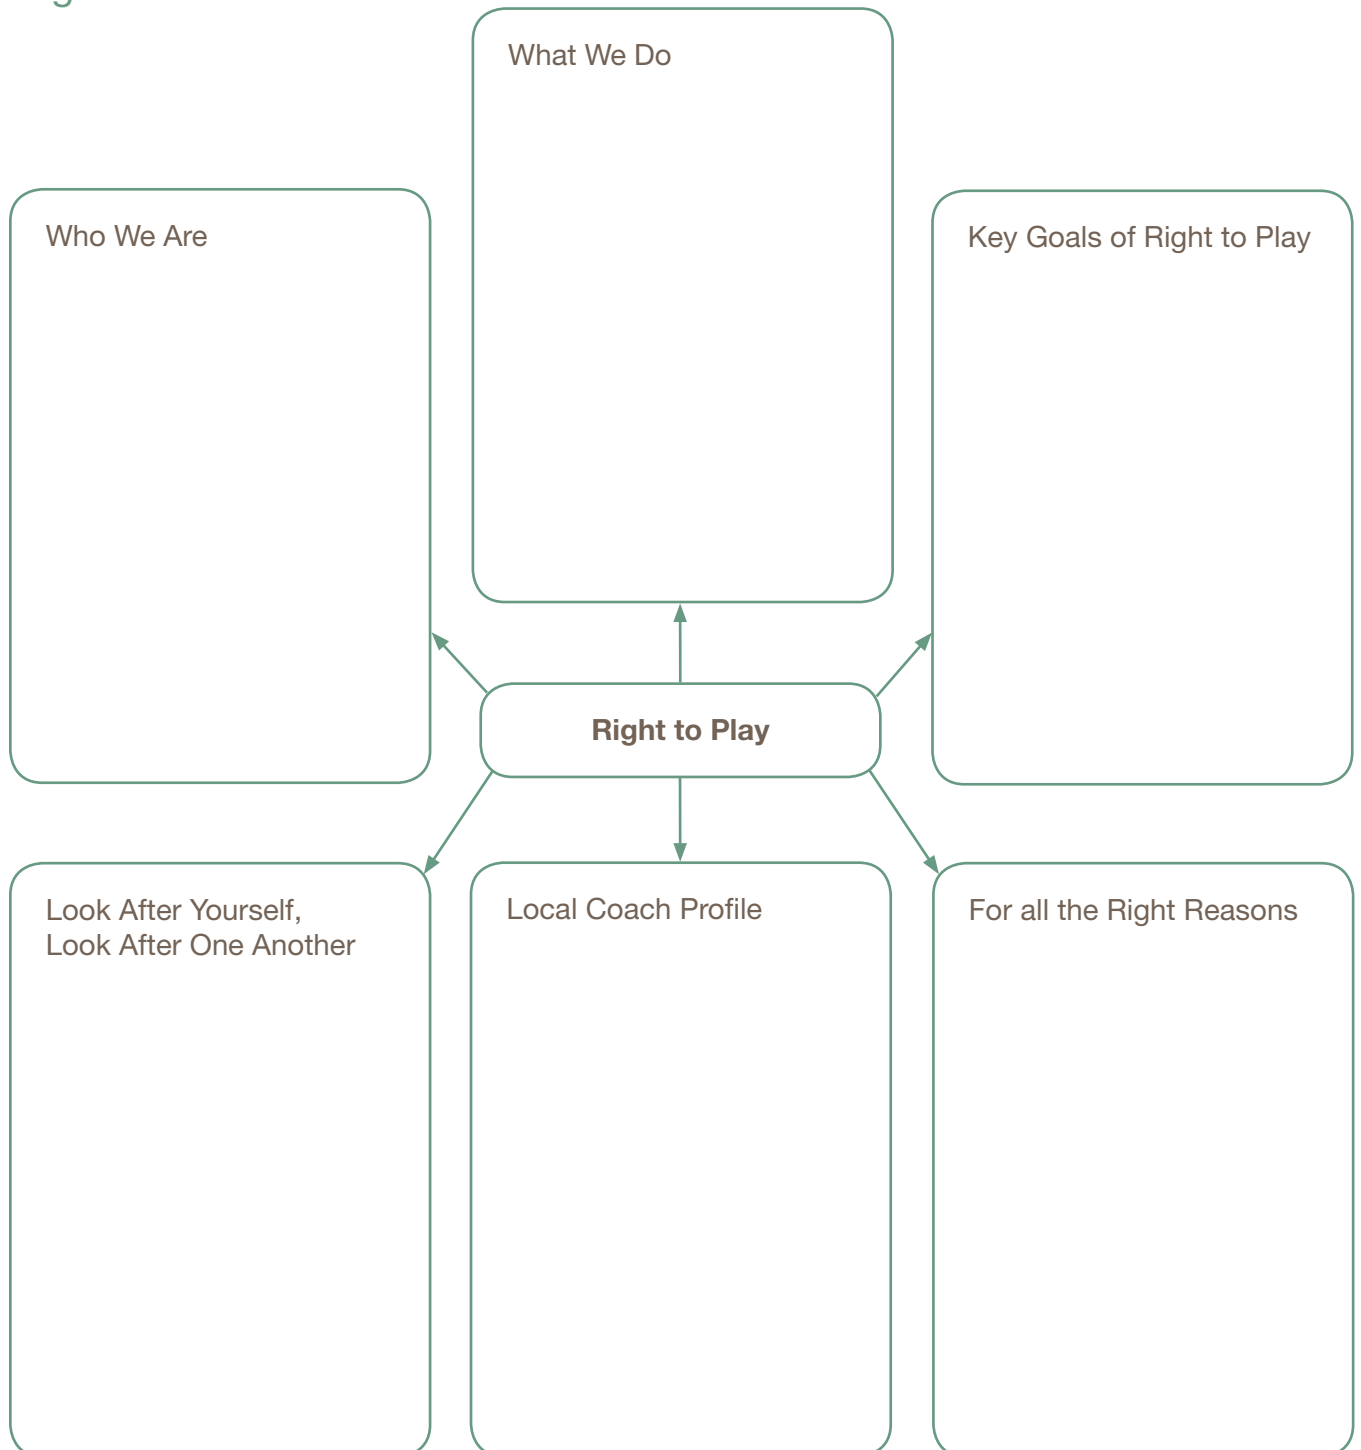 What We Do
Who We Are
Key Goals of Right to Play
Right to Play
Look After Yourself,
Look After One Another
Local Coach Profile
For all the Right Reasons